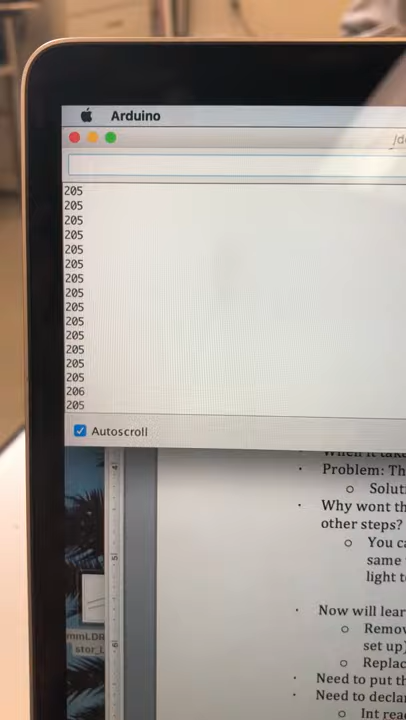 Arduino
205
205
205
205
205
205
205
205
205
205
205
205
205
205
206
205
Autoscroll
Problem: Th
Soluti
Why wont th
other steps?
You ca
same
light t
Now will lear
Remov
set up)
Replac
Need to put th
Need to decla
Int rea